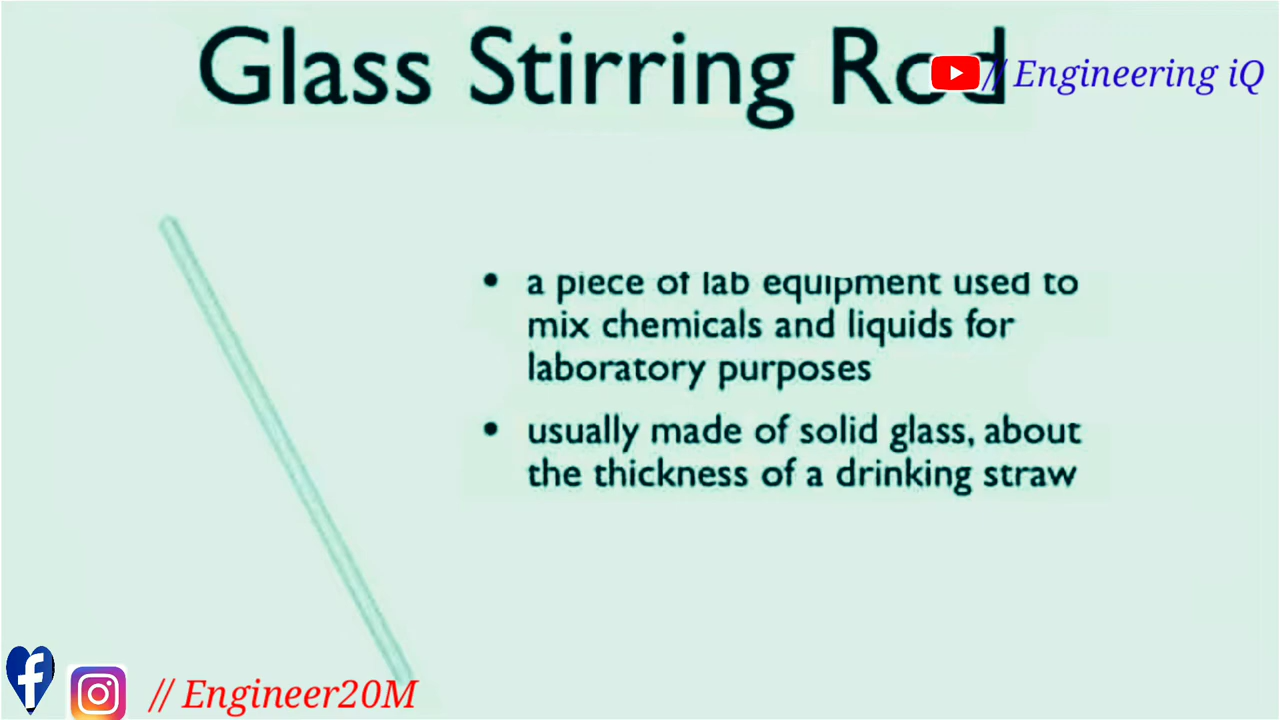 Glass Stirring Rod
// Engineering iQ
• a piece of lab equipment used to
mix chemicals and liquids for
laboratory purposes
• usually made of solid glass, about
the thickness of a drinking straw
// Engineer20M